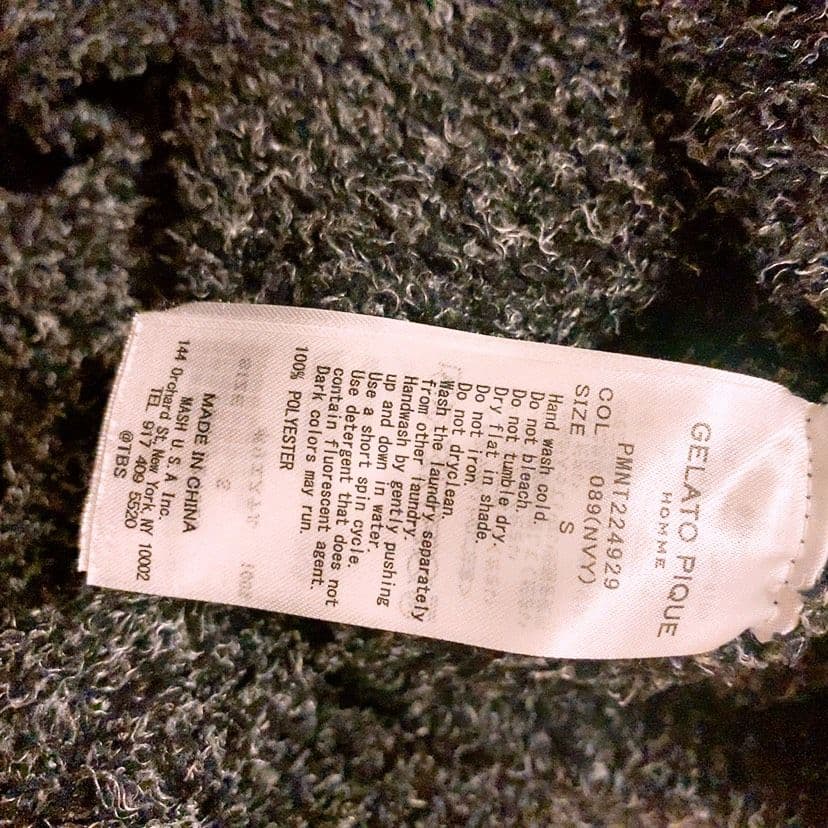 GELATO PIQUE
HOMME
PMNT224929
COL 089(NVY)
SIZE S
Hand wash cold.
Do not bleach.
Do not tumble dry.
Dry flat in shade.
Do not iron.
Do not dryclean.
Wash the laundry separately
from other laundry.
Handwash by gently pushing
up and down in water.
Use a short spin cycle.
Use detergent that does not
contain fluorescent agent.
Dark colors may run.
100% POLYESTER
MADE IN CHINA
MASH U.S.A Inc.
144 Orchard St, New York, NY 10002
TEL 917 409 5520
@TBS